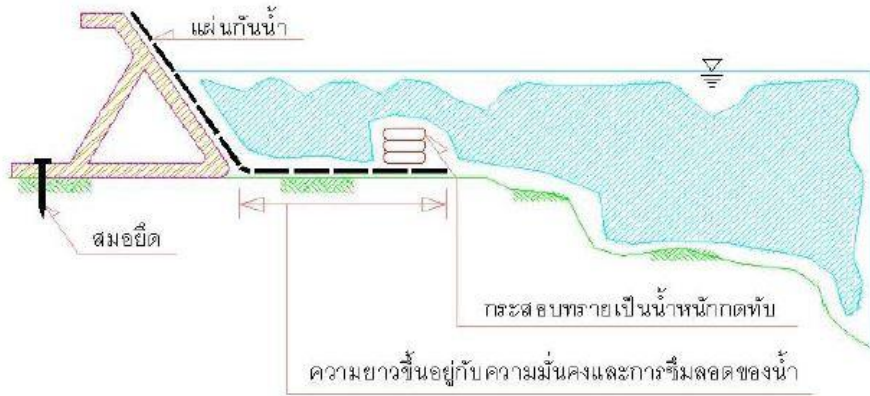 แผ่นกันน้ำ
สมอยึด
กระสอบทรายเป็นน้ำหนักกดทับ
ความยาวขึ้นอยู่กับความมั่นคงและการซึมลอดของน้ำ